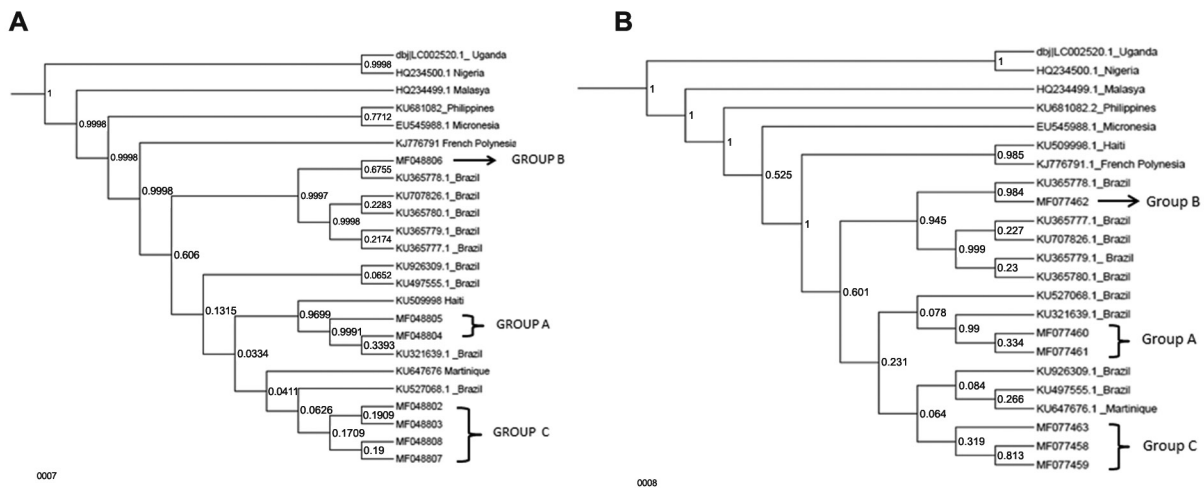 A
dbj|LC002520.1_ Uganda
0.9998
HQ234500.1 Nigeria
1
HQ234499.1 Malasya
0.9998
KU681082_Philippines
0.7712
EU545988.1 Micronesia
0.9998
KJ776791 French Polynesia
MF048806
GROUP B
0.6755
KU365778.1_Brazil
0.9998
0.9997
KU707826.1_Brazil
0.2283
KU365780.1_Brazil
0.9998
KU365779.1_Brazil
0.2174
KU365777.1_Brazil
0.606
KU926309.1_Brazil
0.0652
KU497555.1_Brazil
0.1315
KU509998 Haiti
0.9699
MF048805
GROUP A
0.9991
MF048804
0.3393
KU321639.1_Brazil
0.0334
KU647676 Martinique
0.0411
KU527068.1_Brazil
0.0626
MF048802
0.1909
MF048803
GROUP C
0.1709
MF048808
0.19
MF048807
0007
B
dbj|LC002520.1_Uganda
1
HQ234500.1_Nigeria
1
HQ234499.1_Malasya
1
KU681082.2_Philippines
1
EU545988.1_Micronesia
0.525
KU509998.1_Haiti
0.985
KJ776791.1_French Polynesia
1
KU365778.1_Brazil
0.984
MF077462
Group B
0.945
KU365777.1_Brazil
0.227
KU707826.1_Brazil
0.999
KU365779.1_ Brazil
0.23
KU365780.1_Brazil
0.601
KU527068.1_Brazil
0.078
KU321639.1_Brazil
0.99
MF077460
0.334
Group A
MF077461
0.231
KU926309.1_Brazil
0.084
KU497555.1_Brazil
0.266
KU647676.1_Martinique
0.064
MF077463
0.319
MF077458
Group C
0.813
MF077459
0008